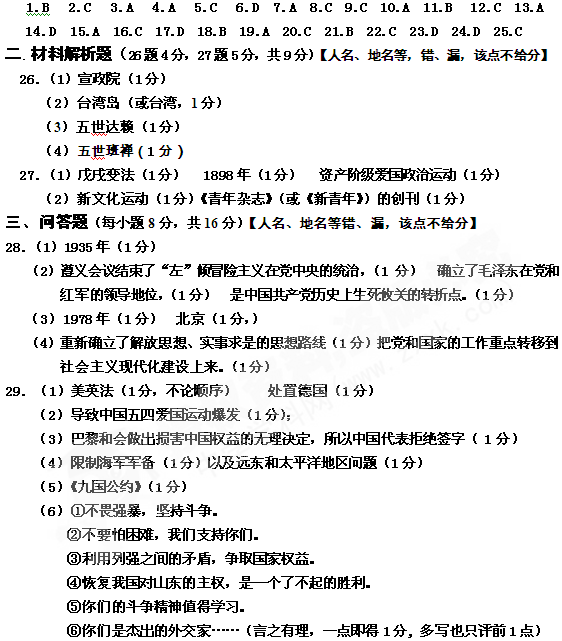 1.B 2.C 3.A 4.A 5.C 6.D 7.A 8.C 9.C 10.A 11.B 12.C 13.A
14.D 15.A 16.C 17.D 18.B 19.A 20.C 21.B 22.C 23.D 24.D 25.C
二.材料解析题（26题4分，27题5分，共9分）【人名、地名等，错、漏，该点不给分】
26.（1）宣政院（1分）
（2）台湾岛（或台湾，1分）
（3）五世达赖（1分）
（4）五世班禅(1分)
27.（1）戊戌变法（1分） 1898年（1分） 资产阶级爱国政治运动（1分）
（2）新文化运动（1分）《青年杂志》（或《新青年》）的创刊（1分）
三、问答题（每小题8分，共16分）【人名、地名等错、漏，该点不给分】
28.（1）1935年（1分）
（2）遵义会议结束了“左”倾冒险主义在党中央的统治，（1分） 确立了毛泽东在党和
红军的领导地位，（1分） 是中国共产党历史上生死攸关的转折点。（1分）
（3）1978年（1分） 北京（1分，）
（4）重新确立了解放思想、实事求是的思想路线（1分）把党和国家的工作重点转移到
社会主义现代化建设上来。（1分）
29.（1）美英法（1分，不论顺序） 处置德国（1分）
（2）导致中国五四爱国运动爆发（1分）；
（3）巴黎和会做出损害中国权益的无理决定，所以中国代表拒绝签字（1分）
（4）限制海军军备（1分）以及远东和太平洋地区问题（1分）
（5）《九国公约》（1分）
（6）①不畏强暴，坚持斗争。
②不要怕困难，我们支持你们。
③利用列强之间的矛盾，争取国家权益。
④恢复我国对山东的主权，是一个了不起的胜利。
⑤你们的斗争精神值得学习。
⑥你们是杰出的外交家……（言之有理，一点即得1分，多写也只评前1点）